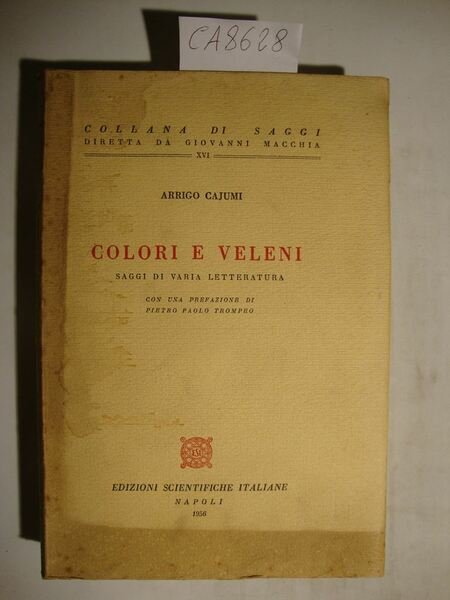 CA8628
COLLANA DI SAGGI
DIRETTA DA GIOVANNI MACCHIA
XVI
ARRIGO CAJUMI
COLORI E VELENI
SAGGI DI VARIA LETTERATURA
CON UNA PREFAZIONE DI
PIETRO PAOLO TROMPEO
EDIZIONI SCIENTIFICHE ITALIANE
NAPOLI
1956